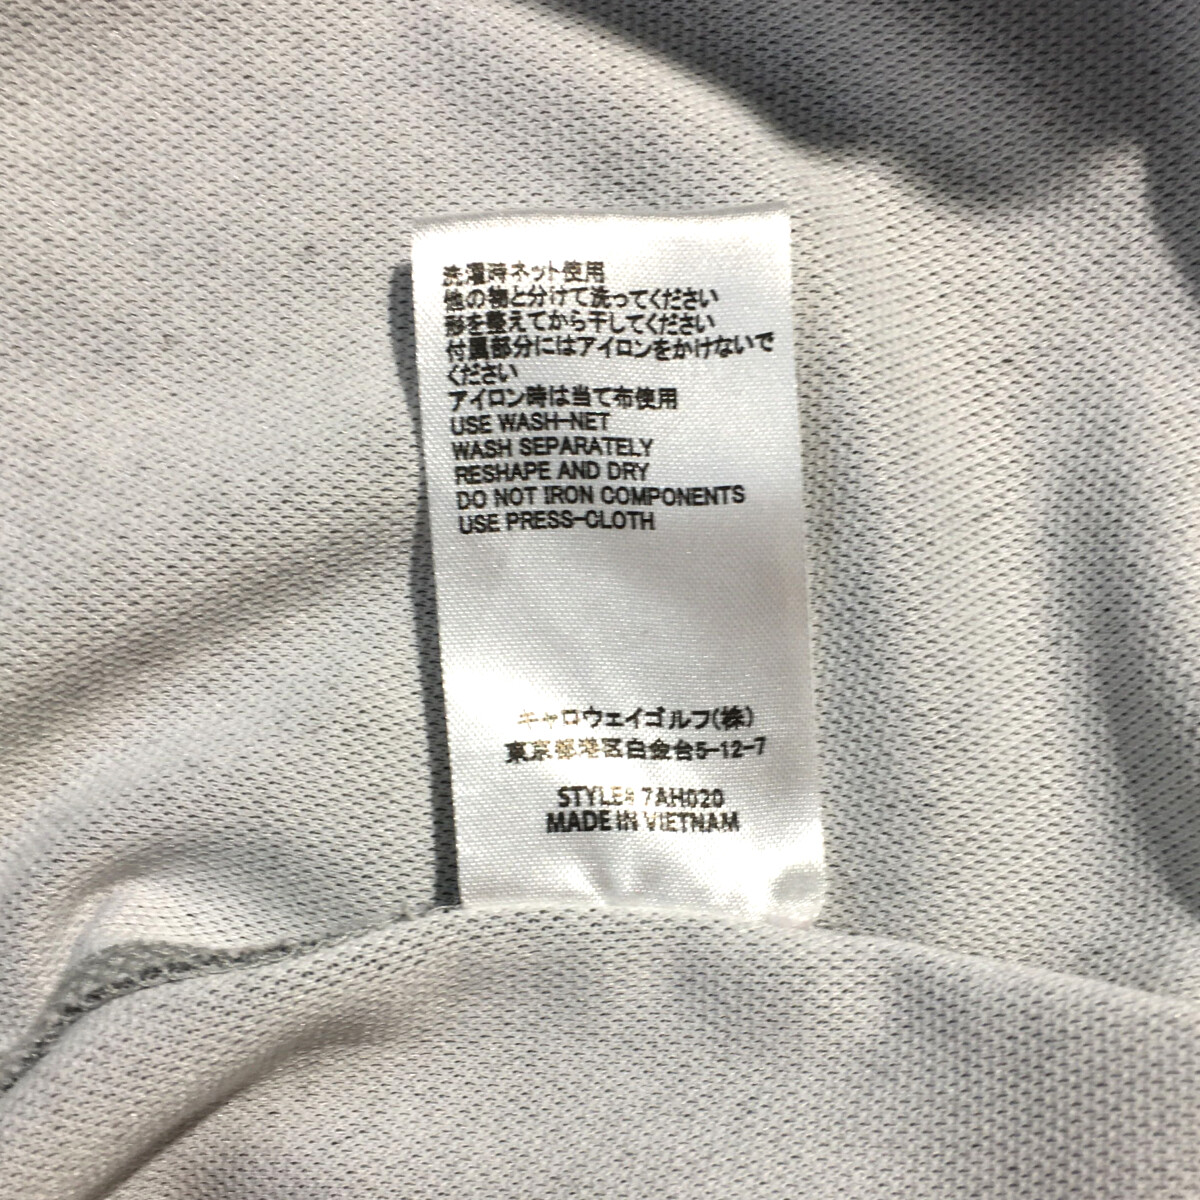 洗濯時ネット使用
他の物と分けて洗ってください
形を整えてから干してください
付属部分にはアイロンをかけないで
ください
アイロン時は当て布使用
USE WASH-NET
WASH SEPARATELY
RESHAPE AND DRY
DO NOT IRON COMPONENTS
USE PRESS-CLOTH
キャロウェイゴルフ(株)
東京都港区白金台5-12-7
STYLE# 7AH020
MADE IN VIETNAM